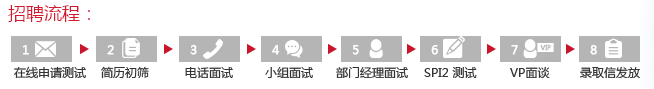 招聘流程：
1 2 3 4 5 6 7 VIP 8
在线申请测试 简历初筛 电话面试 小组面试 部门经理面试 SPI2 测试 VP面谈 录取信发放